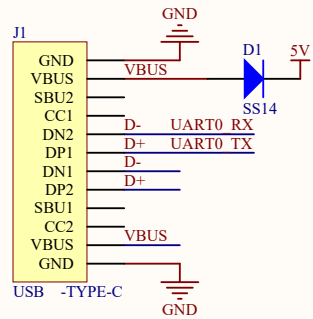 GND
J1
D1
5V
GND
VBUS VBUS
SS14
SBU2
CC1
DN2 D- UART0_RX
DP1 D+ UART0_TX
DN1 D-
DP2 D+
SBU1
CC2
VBUS VBUS
GND
USB -TYPE-C
GND